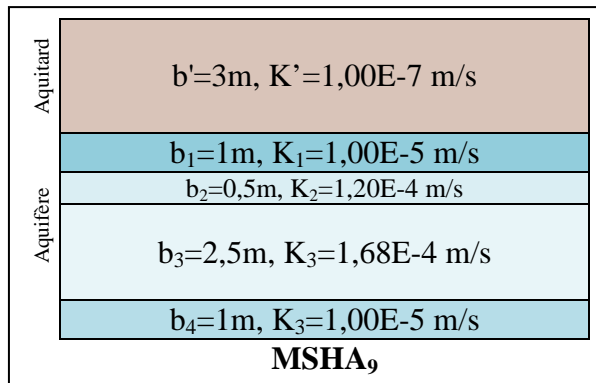 Aquitard
b'=3m, K’=1,00E-7 m/s
Aquifère
b₁=1m, K₁=1,00E-5 m/s
b₂=0,5m, K₂=1,20E-4 m/s
b₃=2,5m, K₃=1,68E-4 m/s
b₄=1m, K₃=1,00E-5 m/s
MSHA₉